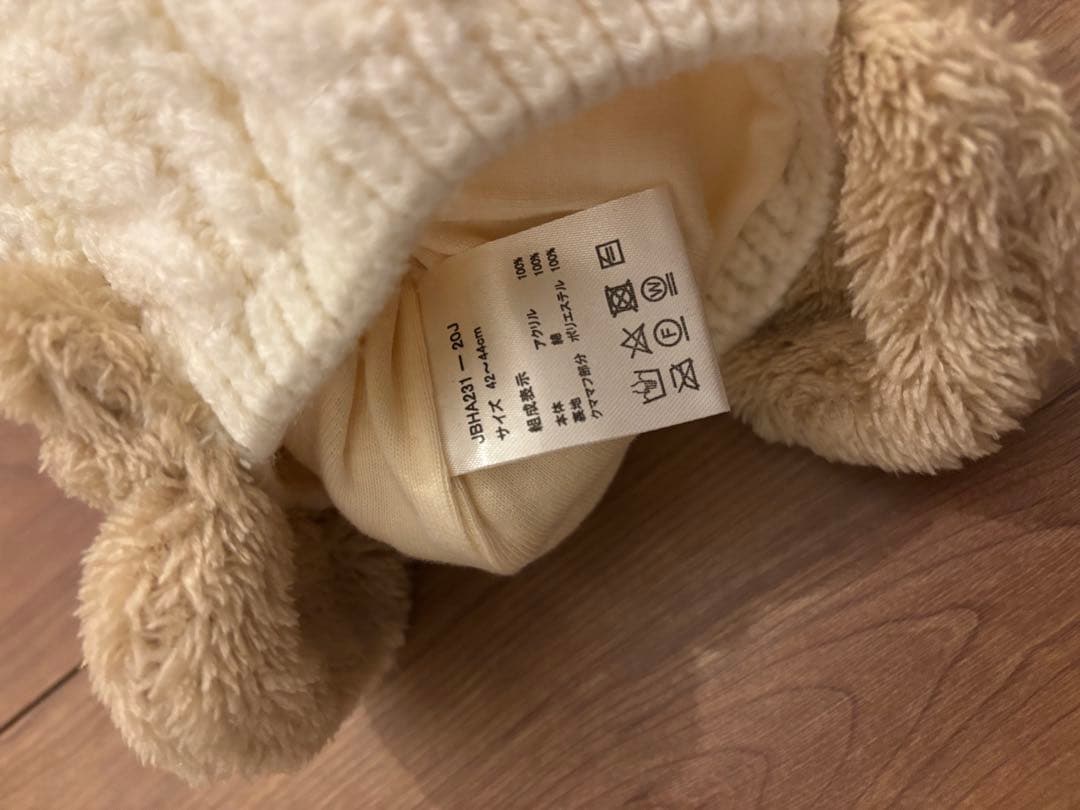 JBHA231－20J
サイズ 42～44cm
組成表示
本体 アクリル 100%
裏地 綿 100%
クママフ部分 ポリエステル 100%
F W